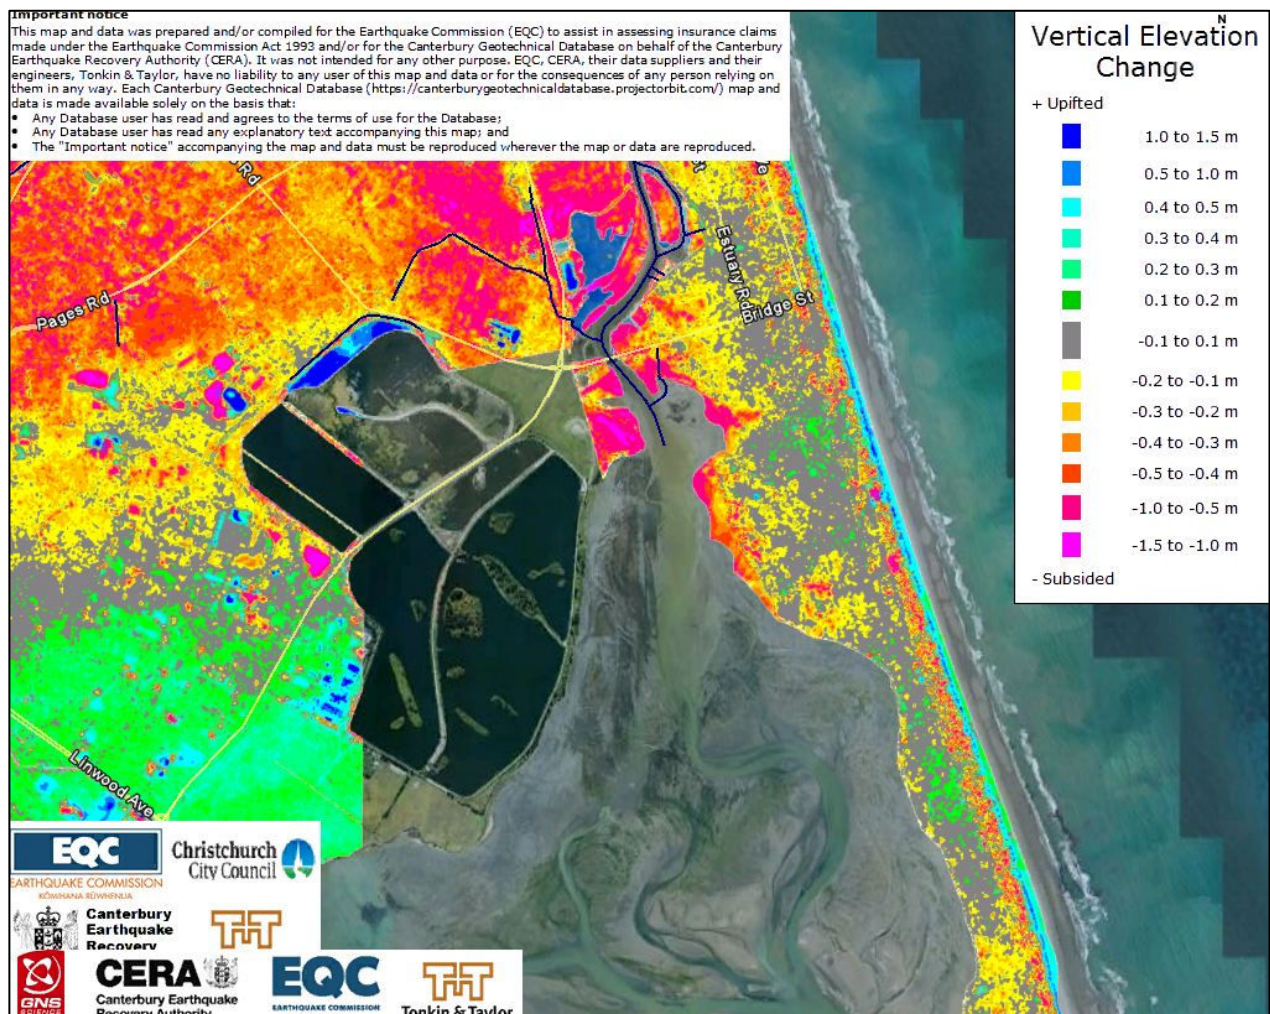 Important notice
This map and data was prepared and/or compiled for the Earthquake Commission (EQC) to assist in assessing insurance claims
made under the Earthquake Commission Act 1993 and/or for the Canterbury Geotechnical Database on behalf of the Canterbury
Earthquake Recovery Authority (CERA). It was not intended for any other purpose. EQC, CERA, their data suppliers and their
engineers, Tonkin & Taylor, have no liability to any user of this map and data or for the consequences of any person relying on
them in any way. Each Canterbury Geotechnical Database (https://canterburygeotechnicaldatabase.projectorbit.com/) map and
data is made available solely on the basis that:
• Any Database user has read and agrees to the terms of use for the Database;
• Any Database user has read any explanatory text accompanying this map; and
• The "Important notice" accompanying the map and data must be reproduced wherever the map or data are reproduced.
N
Vertical Elevation
Change
+ Upifted
1.0 to 1.5 m
0.5 to 1.0 m
0.4 to 0.5 m
0.3 to 0.4 m
0.2 to 0.3 m
0.1 to 0.2 m
-0.1 to 0.1 m
-0.2 to -0.1 m
-0.3 to -0.2 m
-0.4 to -0.3 m
-0.5 to -0.4 m
-1.0 to -0.5 m
-1.5 to -1.0 m
- Subsided
Rd
St
Estuary Rd
Bridge St
Pages Rd
Linwood Ave
EQC
EARTHQUAKE COMMISSION
KŌMIHANA RŪWHENUA
Christchurch
City Council
Canterbury
Earthquake
Recovery
T+T
GNS
SCIENCE
CERA
Canterbury Earthquake
Recovery Authority
EQC
EARTHQUAKE COMMISSION
T+T
Tonkin & Taylor